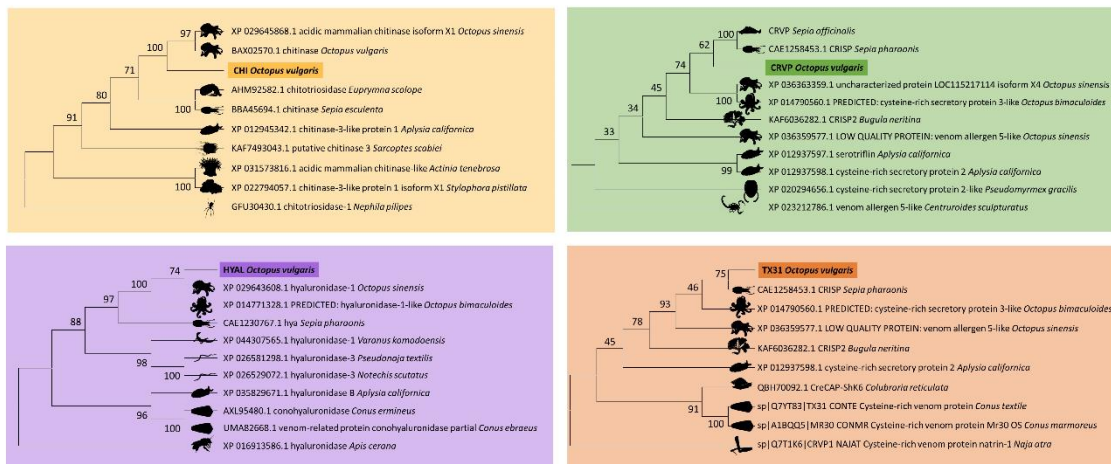 97
XP 029645868.1 acidic mammalian chitinase isoform X1 Octopus sinensis
100
BAX02570.1 chitinase Octopus vulgaris
71
CHI Octopus vulgaris
80
AHM92582.1 chitotriosidase Euprymna scolope
100
BBA45694.1 chitinase Sepia esculenta
91
XP 012945342.1 chitinase-3-like protein 1 Aplysia californica
KAF7493043.1 putative chitinase 3 Sarcoptes scabiei
XP 031573816.1 acidic mammalian chitinase-like Actinia tenebrosa
100
XP 022794057.1 chitinase-3-like protein 1 isoform X1 Stylophora pistillata
GFU30430.1 chitotriosidase-1 Nephila pilipes
100
CRVP Sepia officinalis
62
CAE1258453.1 CRISP Sepia pharaonis
74
CRVP Octopus vulgaris
XP 036363359.1 uncharacterized protein LOC115217114 isoform X4 Octopus sinensis
100
XP 014790560.1 PREDICTED: cysteine-rich secretory protein 3-like Octopus bimaculoides
34
KAF6036282.1 CRISP2 Bugula neritina
33
XP 036359577.1 LOW QUALITY PROTEIN: venom allergen 5-like Octopus sinensis
XP 012937597.1 serotriflin Aplysia californica
99
XP 012937598.1 cysteine-rich secretory protein 2 Aplysia californica
XP 020294656.1 cysteine-rich secretory protein 2-like Pseudomyrmex gracilis
XP 023212786.1 venom allergen 5-like Centruroides sculpturatus
74
HYAL Octopus vulgaris
100
XP 029643608.1 hyaluronidase-1 Octopus sinensis
97
XP 014771328.1 PREDICTED: hyaluronidase-1-like Octopus bimaculoides
88
CAE1230767.1 hya Sepia pharaonis
XP 044307565.1 hyaluronidase-1 Varanus komodoensis
98
XP 026581298.1 hyaluronidase-3 Pseudonaja textilis
100
XP 026529072.1 hyaluronidase-3 Notechis scutatus
XP 035829671.1 hyaluronidase B Aplysia californica
96
AXL95480.1 conohyaluronidase Conus ermineus
100
UMA82668.1 venom-related protein conohyaluronidase partial Conus ebraeus
XP 016913586.1 hyaluronidase Apis cerana
75
TX31 Octopus vulgaris
46
CAE1258453.1 CRISP Sepia pharaonis
93
XP 014790560.1 PREDICTED: cysteine-rich secretory protein 3-like Octopus bimaculoides
78
XP 036359577.1 LOW QUALITY PROTEIN: venom allergen 5-like Octopus sinensis
45
KAF6036282.1 CRISP2 Bugula neritina
XP 012937598.1 cysteine-rich secretory protein 2 Aplysia californica
QBH70092.1 CreCAP-ShK6 Colubraria reticulata
91
sp|Q7YT83|TX31 CONTE Cysteine-rich venom protein Conus textile
100
sp|A1BQQ5|MR30 CONMR Cysteine-rich venom protein Mr30 OS Conus marmoreus
sp|Q7T1K6|CRVP1 NAJAT Cysteine-rich venom protein natrin-1 Naja atra